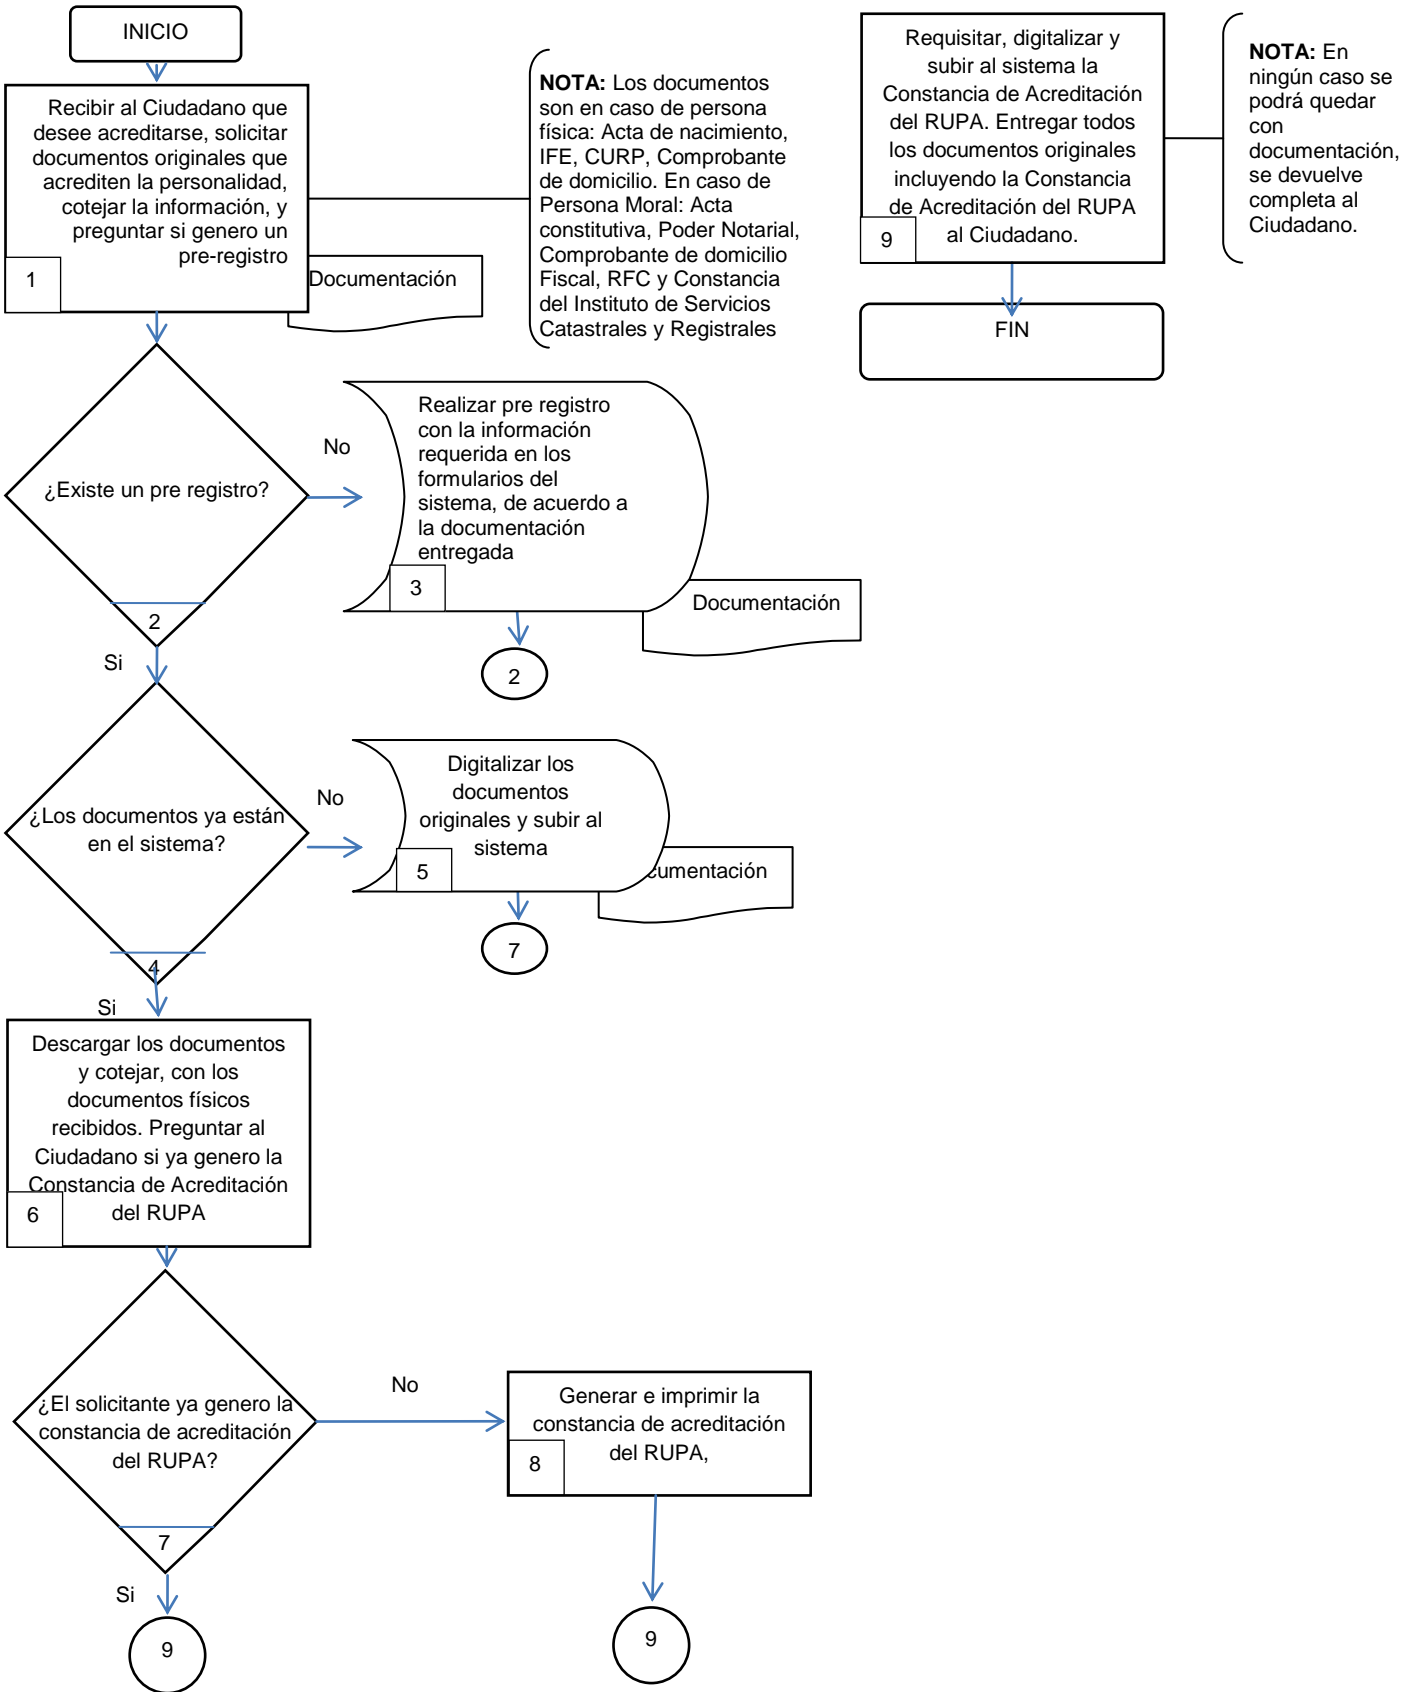 INICIO
Recibir al Ciudadano que
desee acreditarse, solicitar
documentos originales que
acrediten la personalidad,
cotejar la información, y
preguntar si genero un
pre-registro
1
Documentación
NOTA: Los documentos
son en caso de persona
física: Acta de nacimiento,
IFE, CURP, Comprobante
de domicilio. En caso de
Persona Moral: Acta
constitutiva, Poder Notarial,
Comprobante de domicilio
Fiscal, RFC y Constancia
del Instituto de Servicios
Catastrales y Registrales
¿Existe un pre registro?
2
No
Realizar pre registro
con la información
requerida en los
formularios del
sistema, de acuerdo a
la documentación
entregada
3
Documentación
2
Si
¿Los documentos ya están
en el sistema?
4
No
Digitalizar los
documentos
originales y subir al
sistema
5
cumentación
7
Si
Descargar los documentos
y cotejar, con los
documentos físicos
recibidos. Preguntar al
Ciudadano si ya genero la
Constancia de Acreditación
del RUPA
6
¿El solicitante ya genero la
constancia de acreditación
del RUPA?
7
No
Generar e imprimir la
constancia de acreditación
del RUPA,
8
9
Si
9
Requisitar, digitalizar y
subir al sistema la
Constancia de Acreditación
del RUPA. Entregar todos
los documentos originales
incluyendo la Constancia
de Acreditación del RUPA
al Ciudadano.
9
NOTA: En
ningún caso se
podrá quedar
con
documentación,
se devuelve
completa al
Ciudadano.
FIN